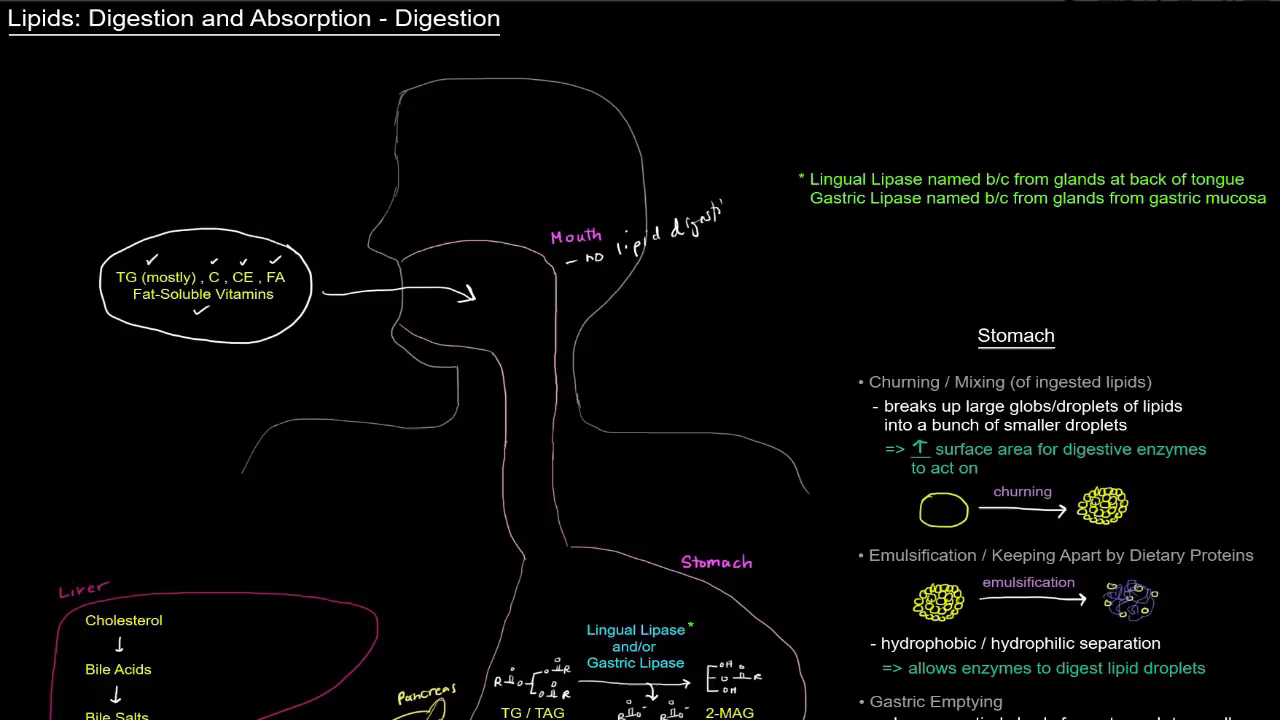 Lipids: Digestion and Absorption - Digestion
* Lingual Lipase named b/c from glands at back of tongue
Gastric Lipase named b/c from glands from gastric mucosa
Mouth
- no lipid digesti
TG (mostly) , C , CE , FA
Fat-Soluble Vitamins
Stomach
• Churning / Mixing (of ingested lipids)
- breaks up large globs/droplets of lipids
into a bunch of smaller droplets
=> ↑ surface area for digestive enzymes
to act on
churning
• Emulsification / Keeping Apart by Dietary Proteins
emulsification
- hydrophobic / hydrophilic separation
=> allows enzymes to digest lipid droplets
• Gastric Emptying
Stomach
Liver
Cholesterol
↓
Bile Acids
↓
Bile Salts
Pancreas
Lingual Lipase *
and/or
Gastric Lipase
TG / TAG
2-MAG